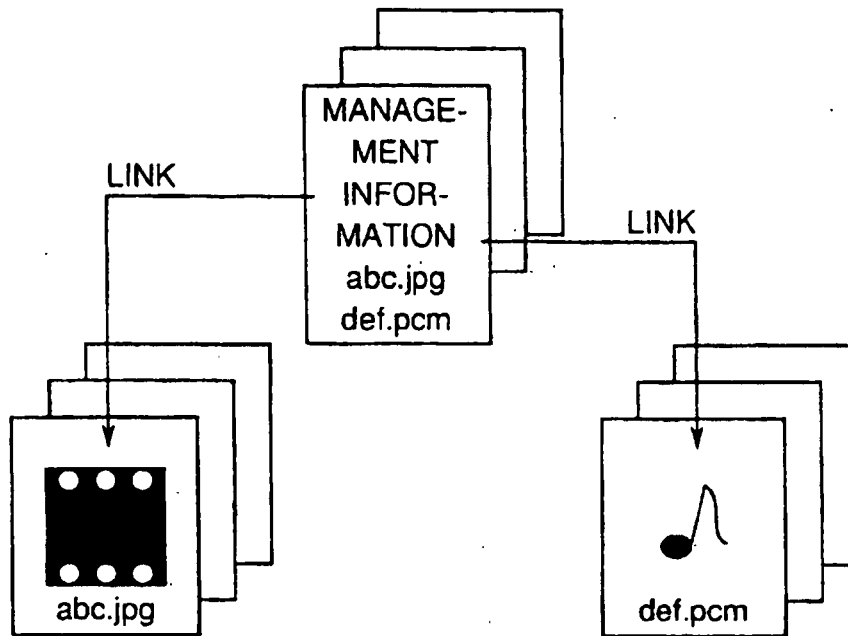 MANAGE-
MENT
INFOR-
MATION
abc.jpg
def.pcm
LINK
LINK
abc.jpg
def.pcm